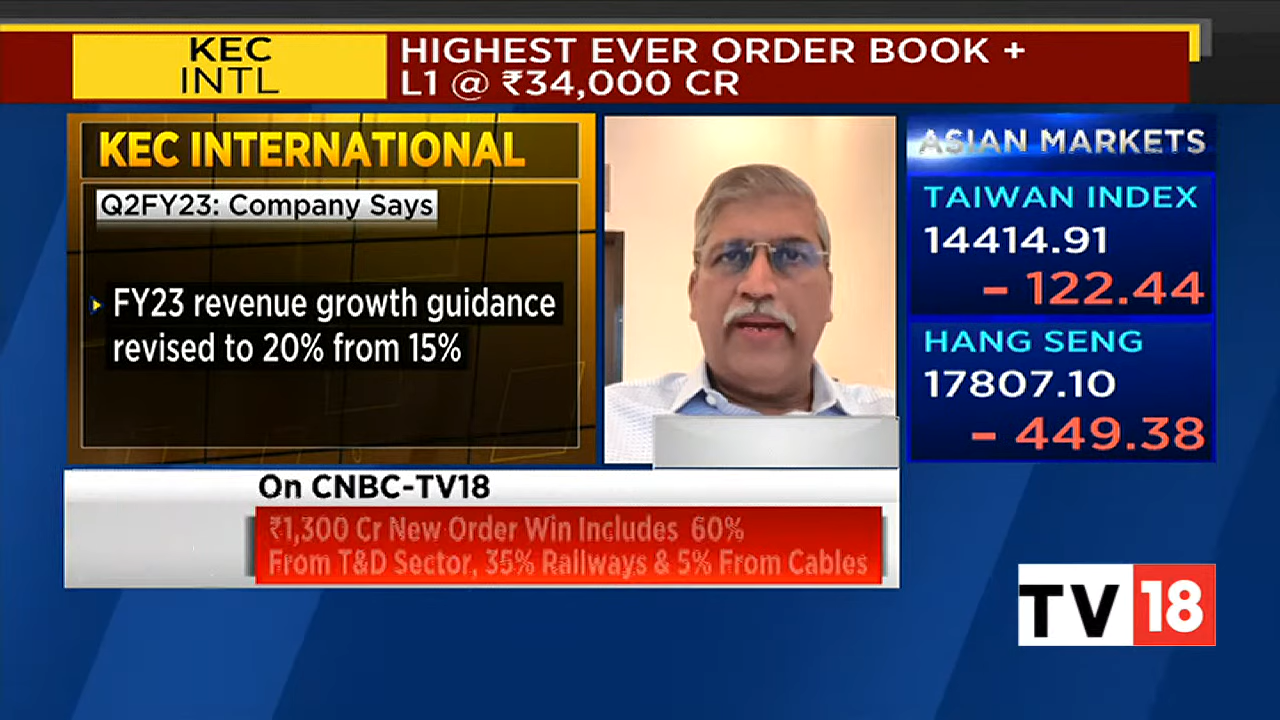 KEC
INTL
HIGHEST EVER ORDER BOOK +
L1 @ ₹34,000 CR
KEC INTERNATIONAL
Q2FY23: Company Says
FY23 revenue growth guidance
revised to 20% from 15%
ASIAN MARKETS
TAIWAN INDEX
14414.91
- 122.44
HANG SENG
17807.10
- 449.38
On CNBC-TV18
₹1,300 Cr New Order Win Includes 60%
From T&D Sector, 35% Railways & 5% From Cables
TV18